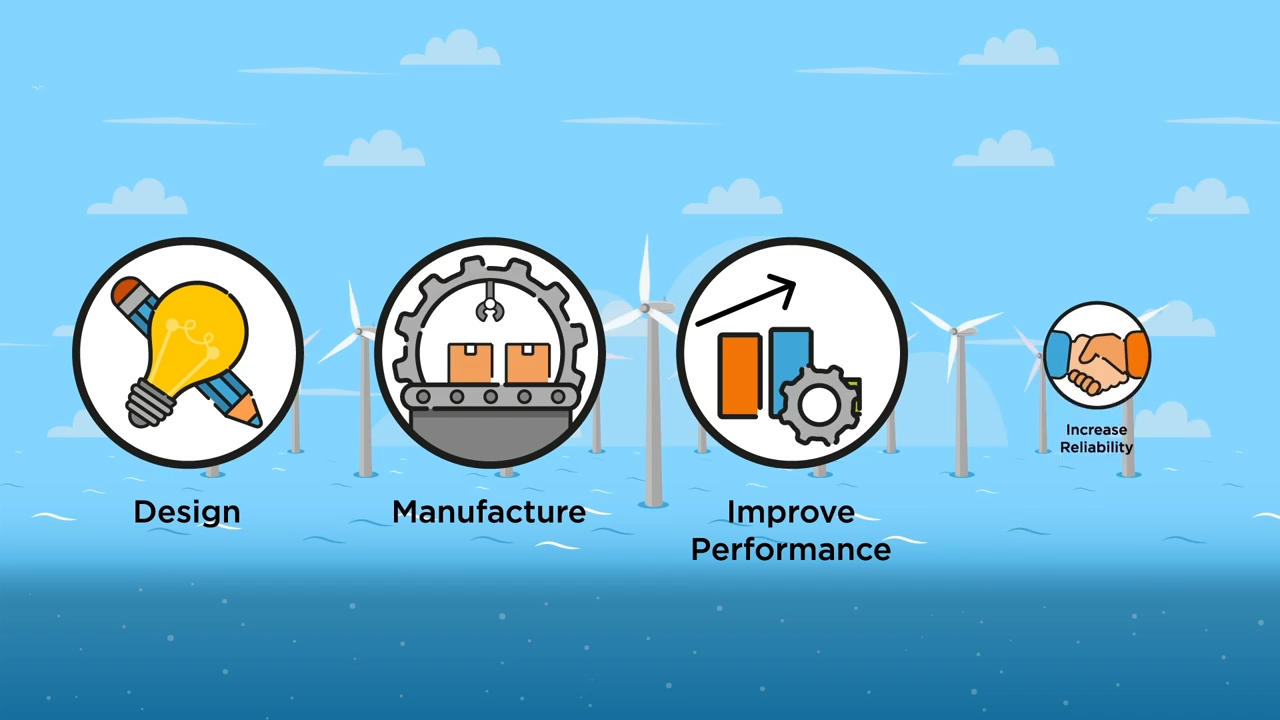 Design
Manufacture
Improve
Performance
Increase
Reliability